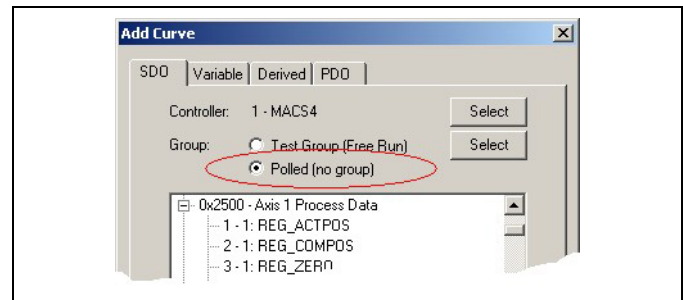 Add Curve
SDO Variable Derived PDO
Controller: 1 - MACS4 Select
Group: Test Group (Free Run) Select
Polled (no group)
0x2500 - Axis 1 Process Data
1 - 1: REG_ACTPOS
2 - 1: REG_COMPOS
3 - 1: REG_ZERO